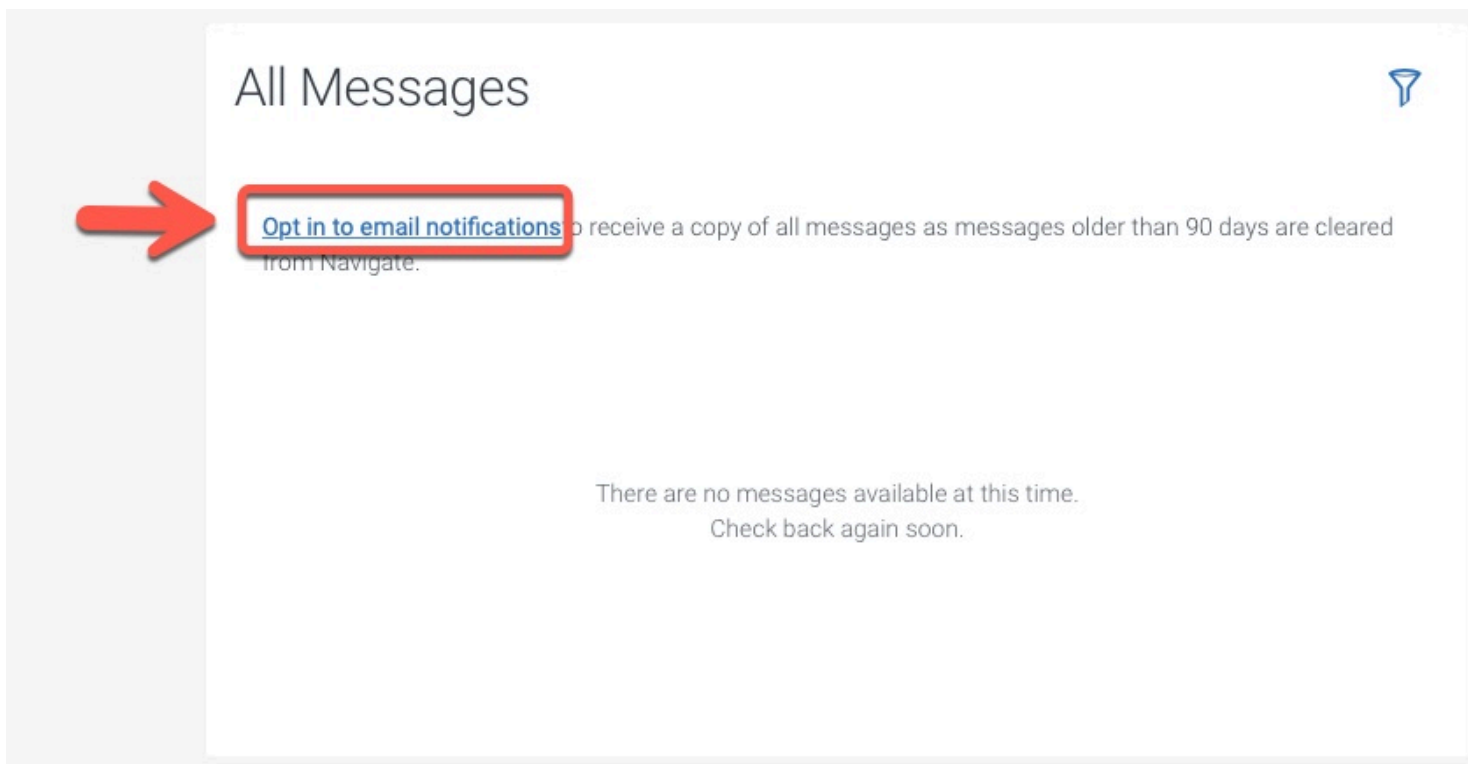 All Messages
Opt in to email notifications to receive a copy of all messages as messages older than 90 days are cleared
from Navigate.
There are no messages available at this time.
Check back again soon.